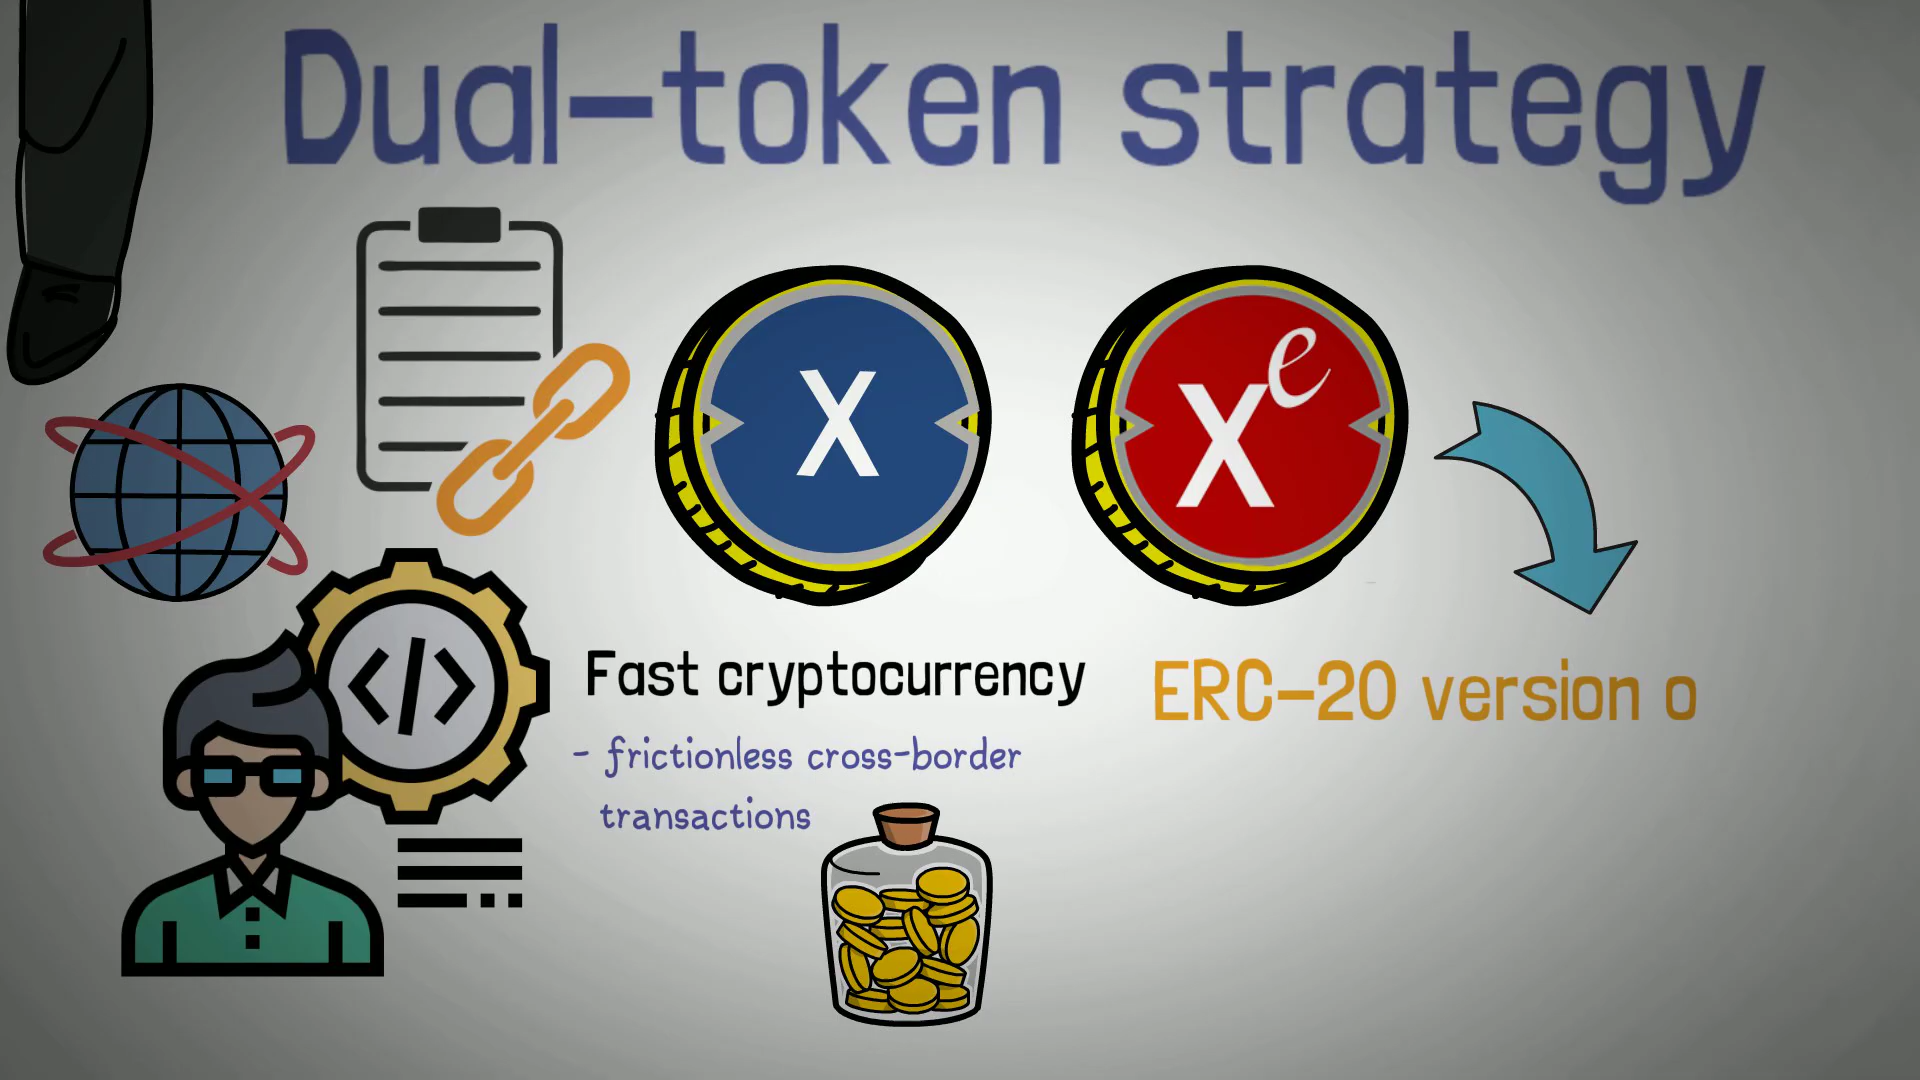 Dual-token strategy
X
Xe
</>
Fast cryptocurrency
- frictionless cross-border
transactions
ERC-20 version o